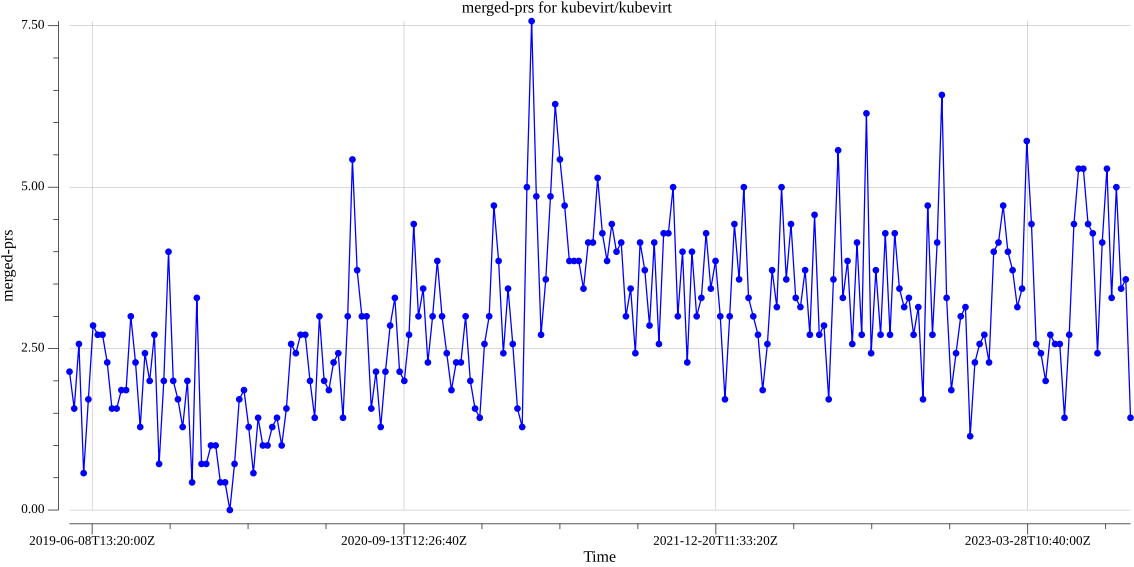 merged-prs for kubevirt/kubevirt
7.50
5.00
merged-prs
2.50
0.00
2019-06-08T13:20:00Z
2020-09-13T12:26:40Z
2021-12-20T11:33:20Z
2023-03-28T10:40:00Z
Time